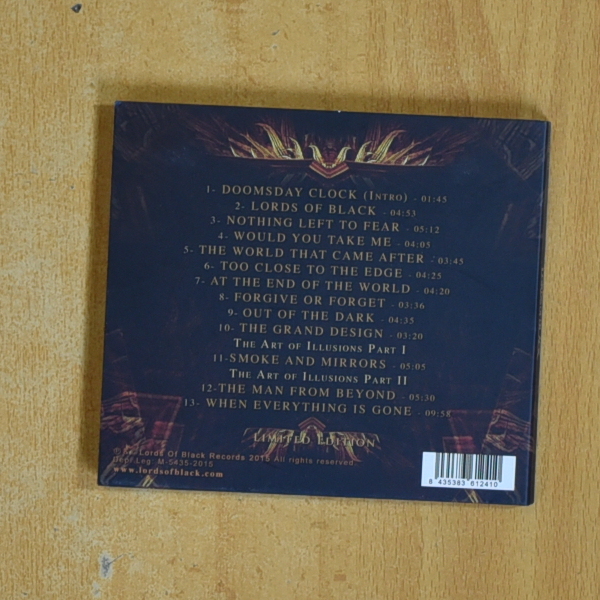 1- DOOMSDAY CLOCK (INTRO) - 01:45
2- LORDS OF BLACK - 04:53
3- NOTHING LEFT TO FEAR - 05:12
4- WOULD YOU TAKE ME - 04:05
5- THE WORLD THAT CAME AFTER - 03:45
6- TOO CLOSE TO THE EDGE - 04:25
7- AT THE END OF THE WORLD - 04:20
8- FORGIVE OR FORGET - 03:36
9- OUT OF THE DARK - 04:35
10- THE GRAND DESIGN - 03:20
THE ART OF ILLUSIONS PART I
11-SMOKE AND MIRRORS - 05:05
THE ART OF ILLUSIONS PART II
12-THE MAN FROM BEYOND - 05:30
13- WHEN EVERYTHING IS GONE - 09:58
LIMITED EDITION
Lords Of Black Records 2015 All rights reserved.
Dep. Leg: M-5435-2015
www.lordsofblack.com
8 435383 612410